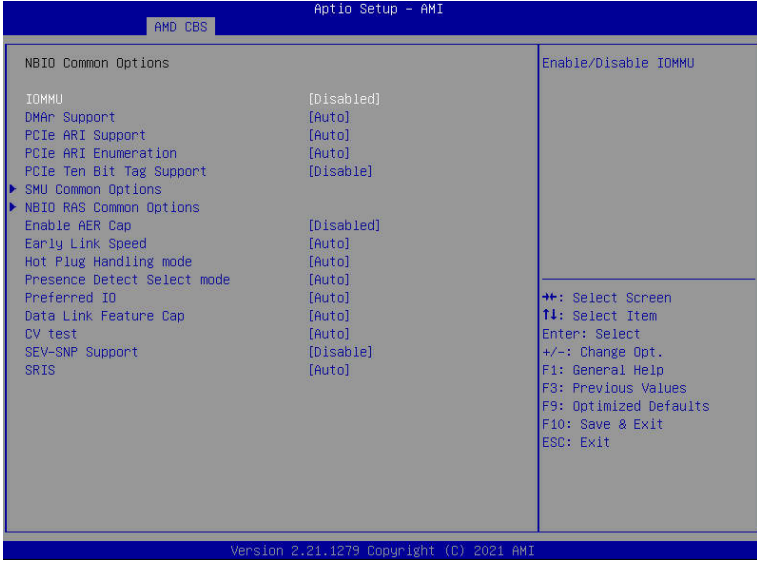 Aptio Setup – AMI
AMD CBS
NBIO Common Options
IOMMU [Disabled]
DMAr Support [Auto]
PCIe ARI Support [Auto]
PCIe ARI Enumeration [Auto]
PCIe Ten Bit Tag Support [Disable]
SMU Common Options
NBIO RAS Common Options
Enable AER Cap [Disabled]
Early Link Speed [Auto]
Hot Plug Handling mode [Auto]
Presence Detect Select mode [Auto]
Preferred IO [Auto]
Data Link Feature Cap [Auto]
CV test [Auto]
SEV-SNP Support [Disable]
SRIS [Auto]
Enable/Disable IOMMU
→←: Select Screen
↑↓: Select Item
Enter: Select
+/-: Change Opt.
F1: General Help
F3: Previous Values
F9: Optimized Defaults
F10: Save & Exit
ESC: Exit
Version 2.21.1279 Copyright (C) 2021 AMI